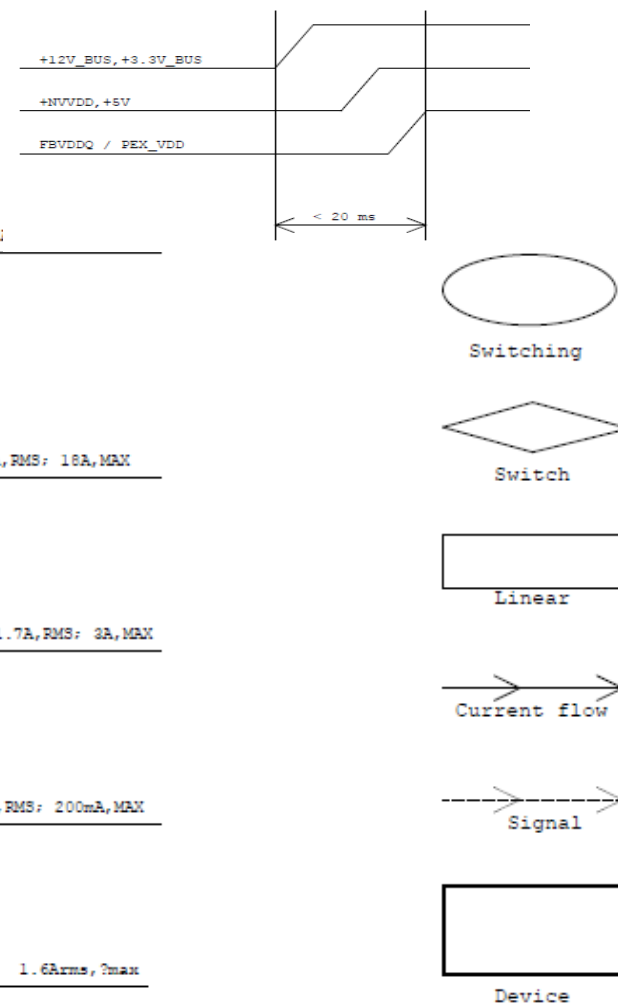 +12V_BUS,+3.3V_BUS
+NVVDD,+5V
FBVDDQ / PEX_VDD
< 20 ms
Switching
,RMS; 18A,MAX
Switch
Linear
.7A,RMS; 3A,MAX
Current flow
,RMS; 200mA,MAX
Signal
1.6Arms,?max
Device